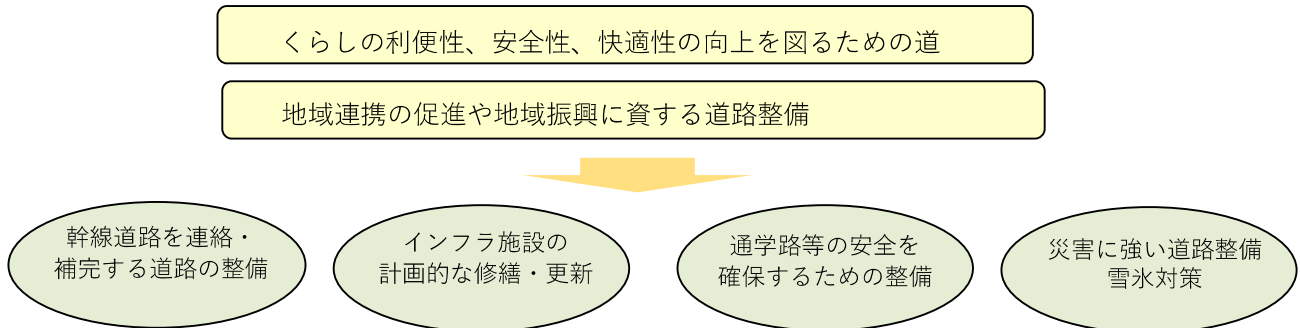 くらしの利便性、安全性、快適性の向上を図るための道
地域連携の促進や地域振興に資する道路整備
幹線道路を連絡・
補完する道路の整備
インフラ施設の
計画的な修繕・更新
通学路等の安全を
確保するための整備
災害に強い道路整備
雪氷対策